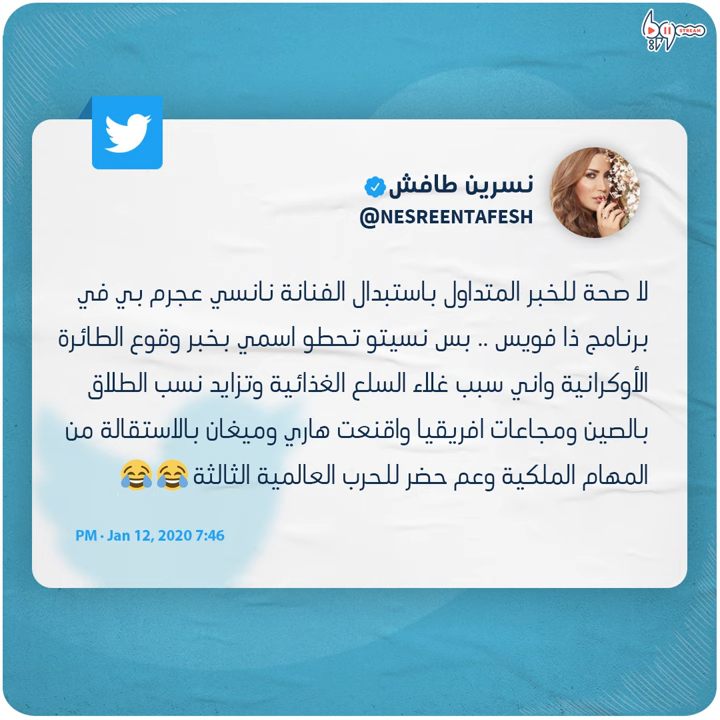 STREAM
نسرين طافش
@NESREENTAFESH
لا صحة للخبر المتداول باستبدال الفنانة نانسي عجرم بي في
برنامج ذا فويس .. بس نسيتو تحطو اسمي بخبر وقوع الطائرة
الأوكرانية واني سبب غلاء السلع الغذائية وتزايد نسب الطلاق
بالصين ومجاعات افريقيا واقنعت هاري وميغان بالاستقالة من
المهام الملكية وعم حضر للحرب العالمية الثالثة 😂😂
PM · Jan 12, 2020 7:46